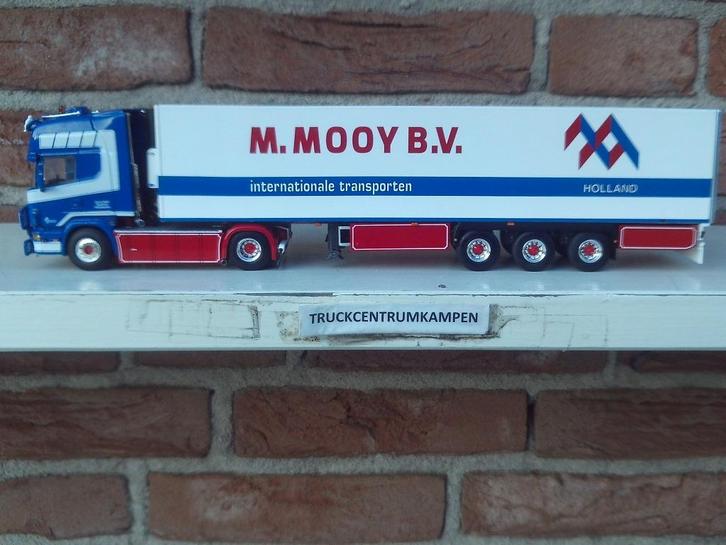 M. MOOY B.V.
internationale transporten
HOLLAND
TRUCKCENTRUMKAMPEN